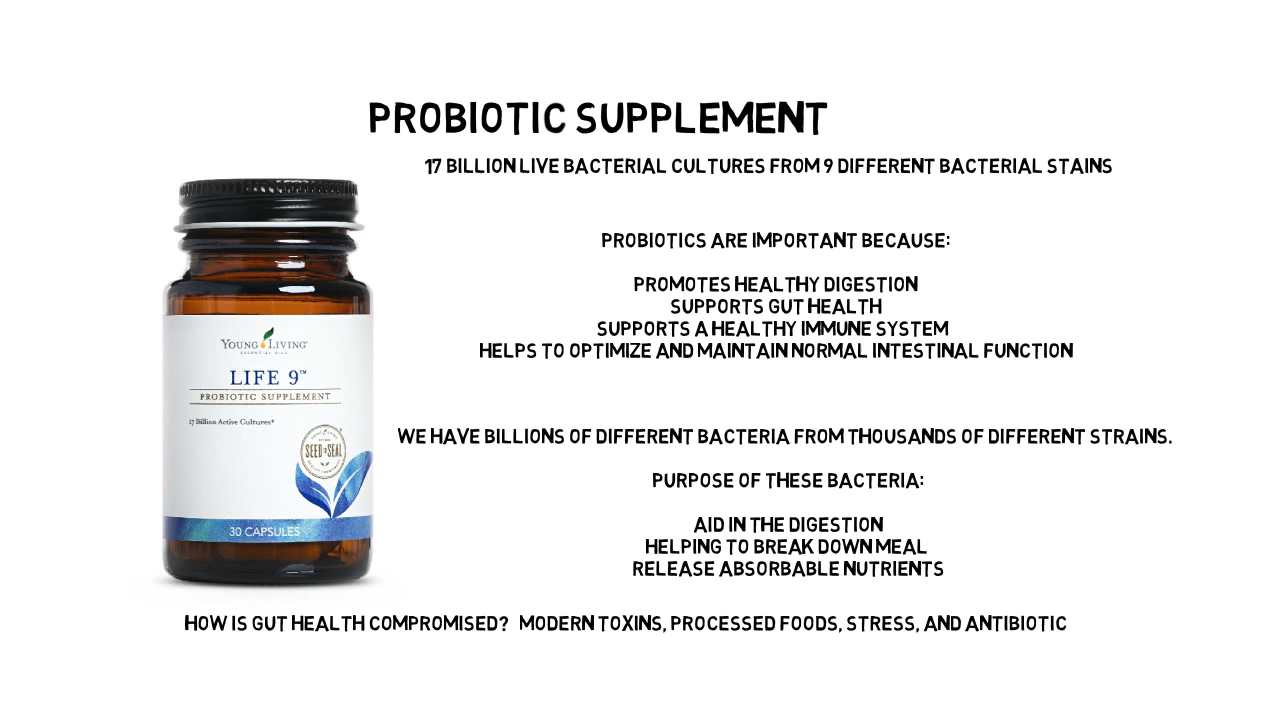 PROBIOTIC SUPPLEMENT
17 BILLION LIVE BACTERIAL CULTURES FROM 9 DIFFERENT BACTERIAL STAINS
PROBIOTICS ARE IMPORTANT BECAUSE:
PROMOTES HEALTHY DIGESTION
SUPPORTS GUT HEALTH
SUPPORTS A HEALTHY IMMUNE SYSTEM
HELPS TO OPTIMIZE AND MAINTAIN NORMAL INTESTINAL FUNCTION
YOUNG LIVING
ESSENTIAL OILS
LIFE 9™
PROBIOTIC SUPPLEMENT
17 Billion Active Cultures*
SEED TO SEAL
30 CAPSULES
WE HAVE BILLIONS OF DIFFERENT BACTERIA FROM THOUSANDS OF DIFFERENT STRAINS.
PURPOSE OF THESE BACTERIA:
AID IN THE DIGESTION
HELPING TO BREAK DOWN MEAL
RELEASE ABSORBABLE NUTRIENTS
HOW IS GUT HEALTH COMPROMISED? MODERN TOXINS, PROCESSED FOODS, STRESS, AND ANTIBIOTIC